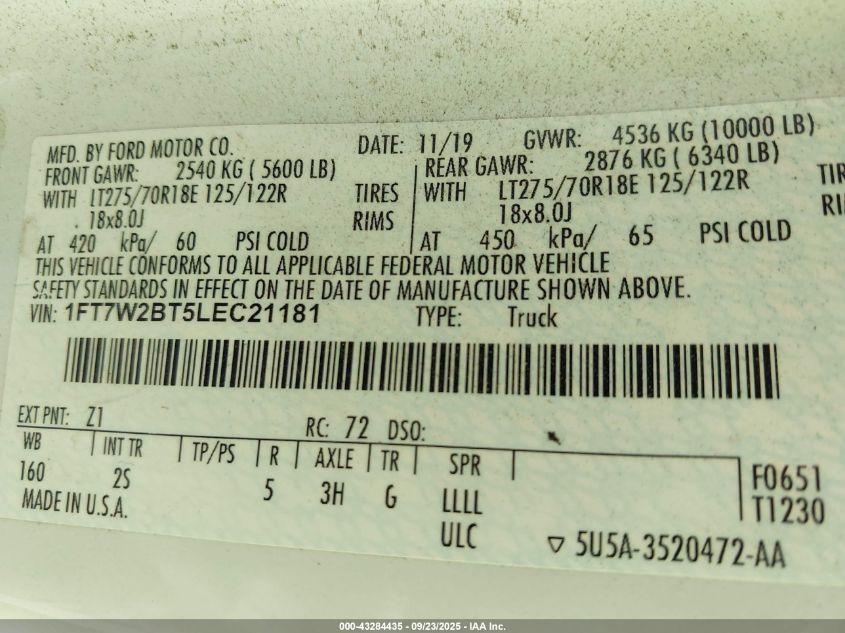 MFD. BY FORD MOTOR CO. DATE: 11/19 GVWR: 4536 KG (10000 LB)
FRONT GAWR: 2540 KG ( 5600 LB) REAR GAWR: 2876 KG ( 6340 LB)
WITH LT275/70R18E 125/122R TIRES WITH LT275/70R18E 125/122R TIR
18x8.0J RIMS 18x8.0J RI
AT 420 kPa/ 60 PSI COLD AT 450 kPa/ 65 PSI COLD
THIS VEHICLE CONFORMS TO ALL APPLICABLE FEDERAL MOTOR VEHICLE
SAFETY STANDARDS IN EFFECT ON THE DATE OF MANUFACTURE SHOWN ABOVE.
VIN: 1FT7W2BT5LEC21181 TYPE: Truck
EXT PNT: Z1 RC: 72 DSO:
WB INT TR TP/PS R AXLE TR SPR
160 2S 5 3H G LLLL F0651
MADE IN U.S.A. ULC T1230
▽ 5U5A-3520472-AA
000-43284435 - 09/23/2025 - IAA Inc.